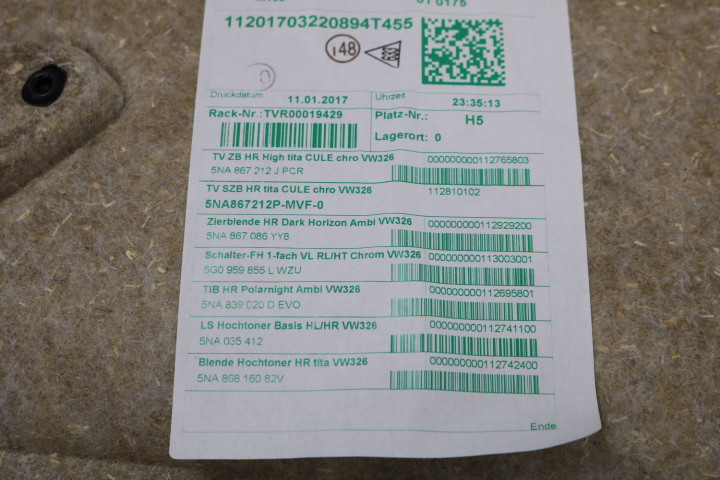 01 0175
11201703220894T455
148
Druckdatum 11.01.2017 Uhrzeit 23:35:13
Rack-Nr.:TVR00019429 Platz-Nr.: H5
Lagerort: 0
TV ZB HR High tita CULE chro VW326 000000000112765803
5NA 867 212 J PCR
TV SZB HR tita CULE chro VW326 112810102
5NA867212P-MVF-0
Zierblende HR Dark Horizon Ambi VW326 000000000112929200
5NA 867 086 YY8
Schalter-FH 1-fach VL RL/HT Chrom VW326 000000000113003001
5G0 959 855 L WZU
TIB HR Polarnight Ambi VW326 000000000112695801
5NA 839 020 D EVO
LS Hochtoner Basis HL/HR VW326 000000000112741100
5NA 035 412
Blende Hochtoner HR tita VW326 000000000112742400
5NA 868 160 82V
Ende